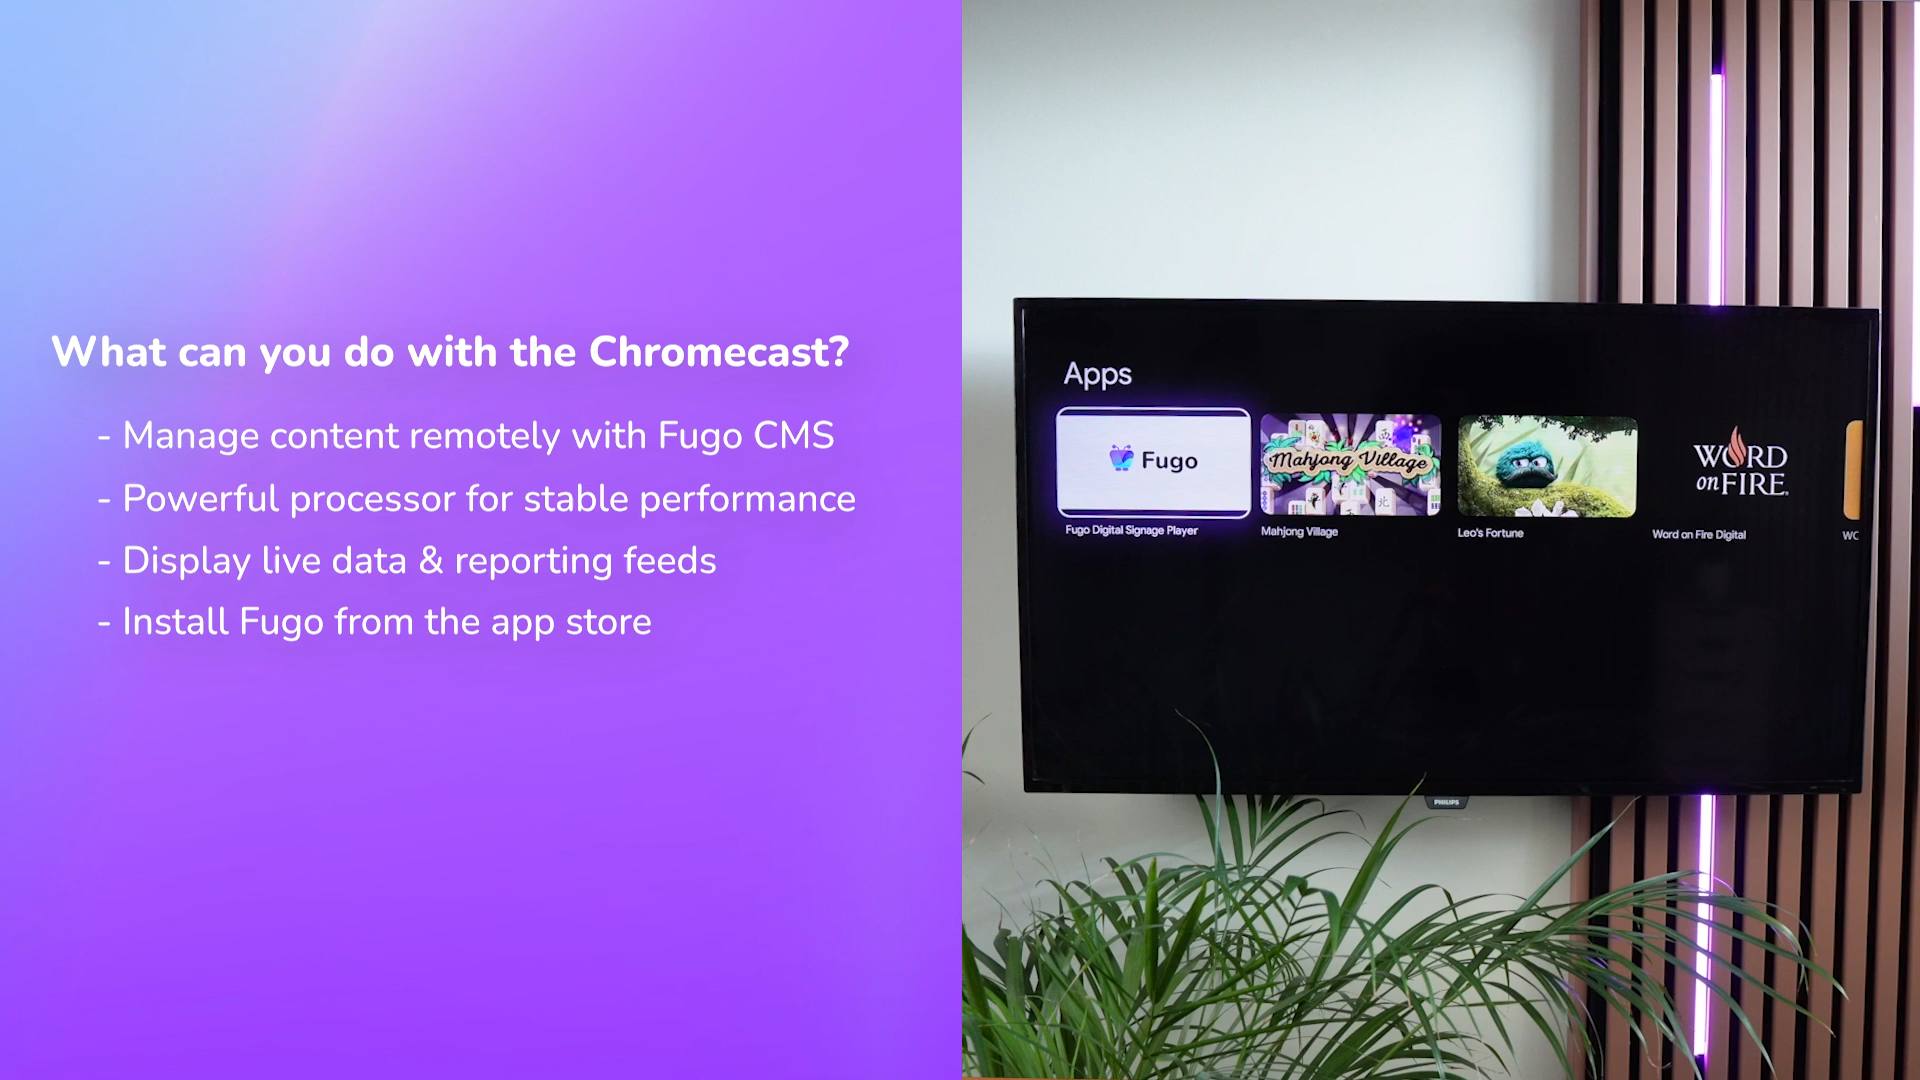 What can you do with the Chromecast?
- Manage content remotely with Fugo CMS
- Powerful processor for stable performance
- Display live data & reporting feeds
- Install Fugo from the app store
Apps
Fugo
Mahjong Village
WORD
on FIRE
Fugo Digital Signage Player
Mahjong Village
Leo's Fortune
Word on Fire Digital
WC
PHILIPS